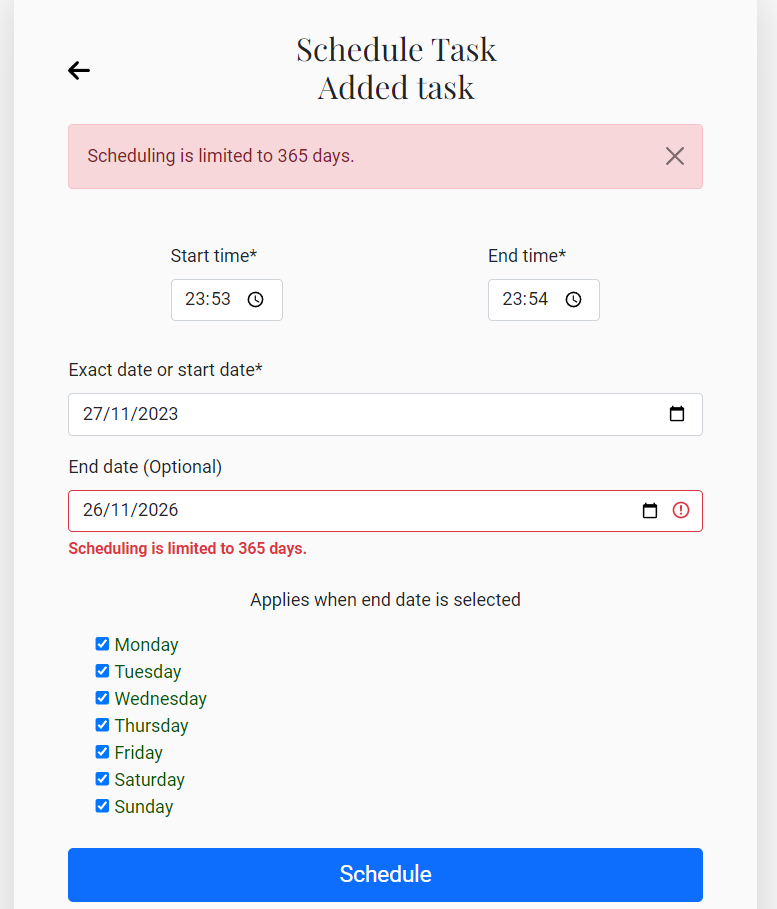 Schedule Task
Added task
Scheduling is limited to 365 days.
Start time* End time*
23:53 23:54
Exact date or start date*
27/11/2023
End date (Optional)
26/11/2026
Scheduling is limited to 365 days.
Applies when end date is selected
Monday
Tuesday
Wednesday
Thursday
Friday
Saturday
Sunday
Schedule